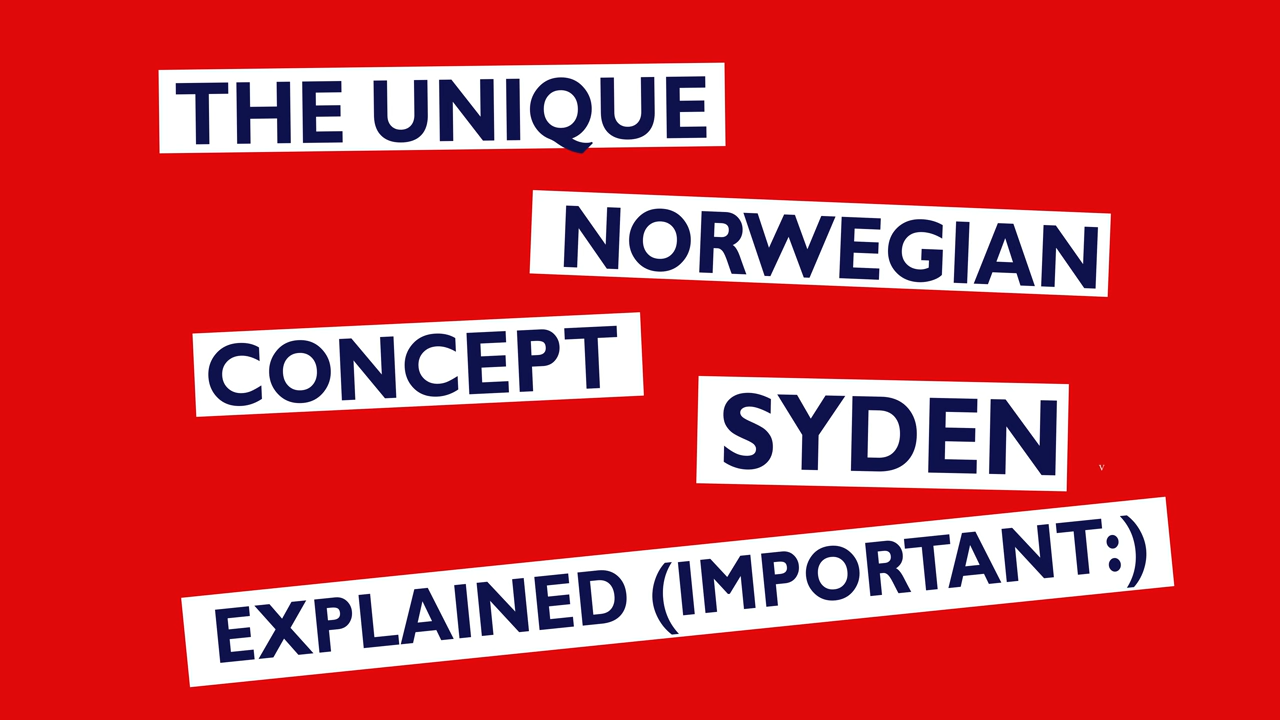 THE UNIQUE
NORWEGIAN
CONCEPT
SYDEN
v
EXPLAINED (IMPORTANT:)